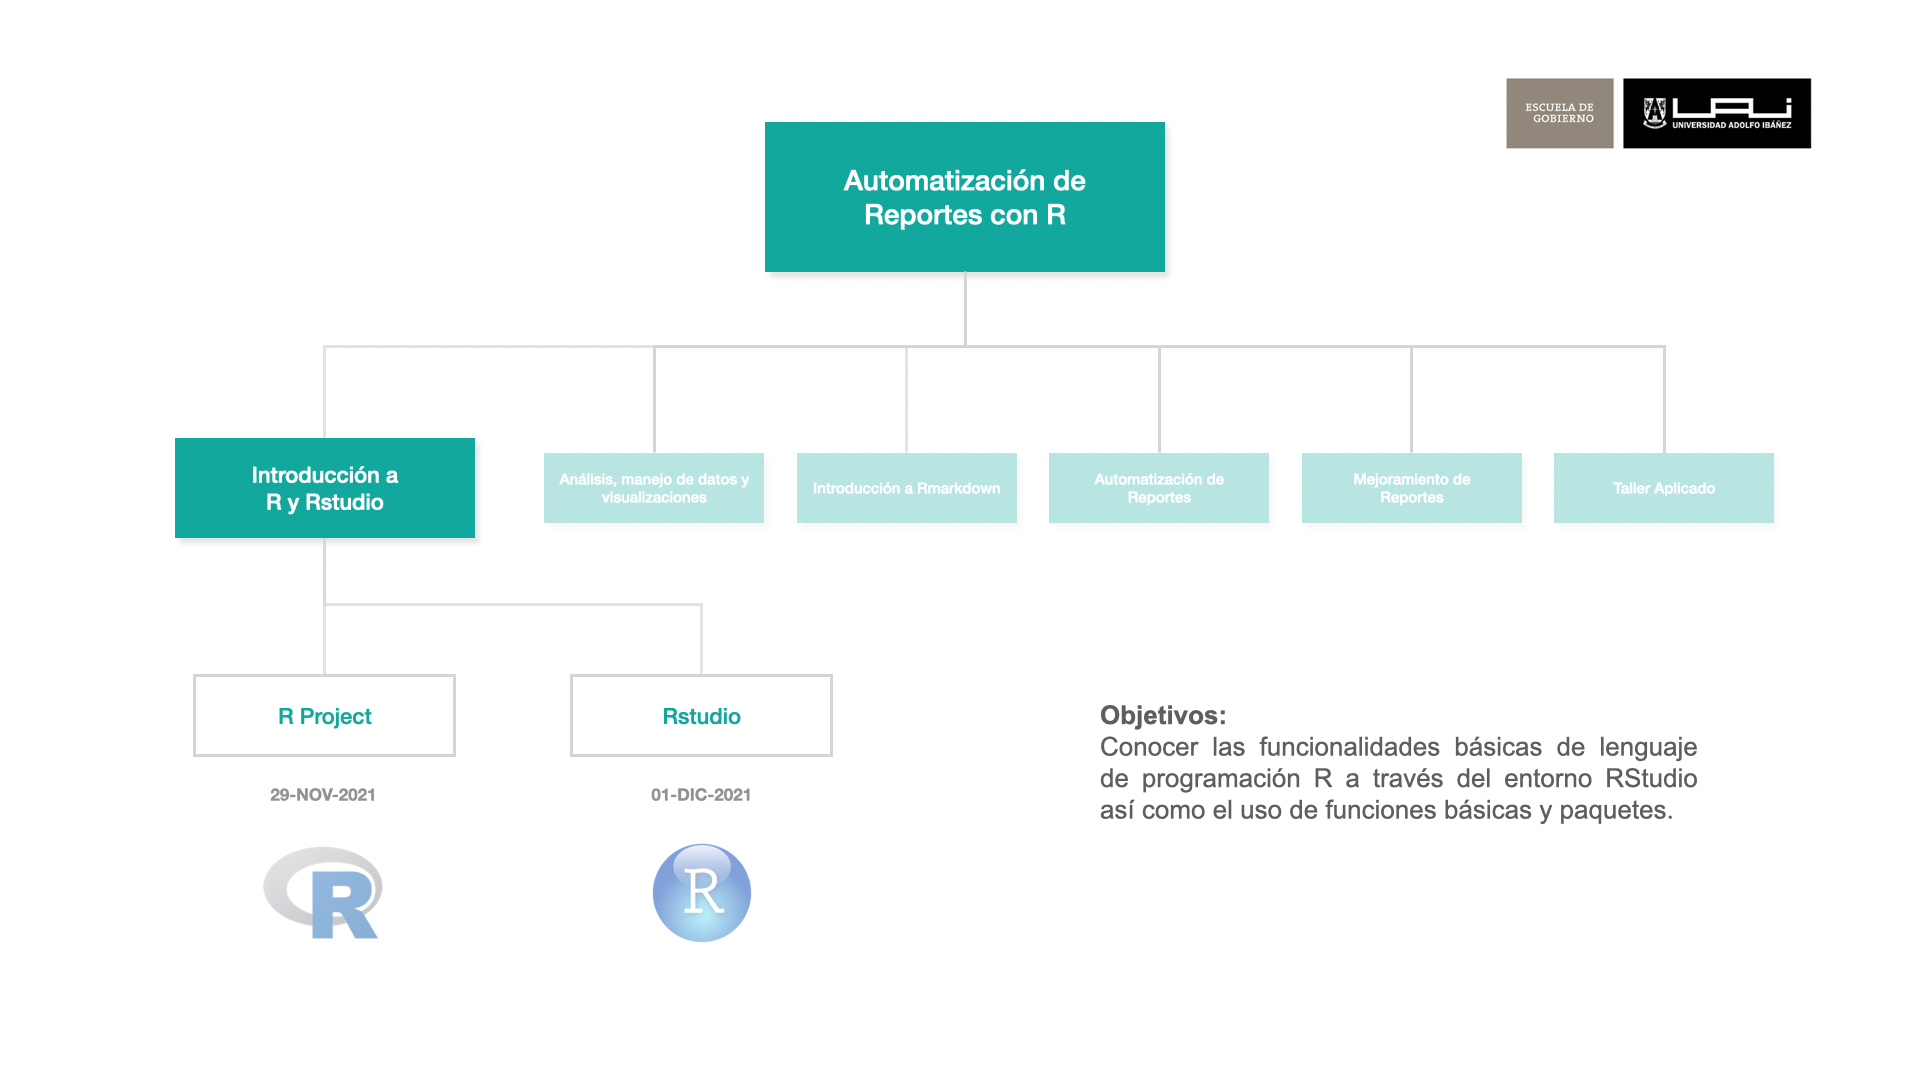 ESCUELA DE
GOBIERNO
UAI
UNIVERSIDAD ADOLFO IBÁÑEZ
Automatización de
Reportes con R
Introducción a
R y Rstudio
Análisis, manejo de datos y
visualizaciones
Introducción a Rmarkdown
Automatización de
Reportes
Mejoramiento de
Reportes
Taller Aplicado
R Project
Rstudio
29-NOV-2021
01-DIC-2021
R
R
Objetivos:
Conocer las funcionalidades básicas de lenguaje
de programación R a través del entorno RStudio
así como el uso de funciones básicas y paquetes.